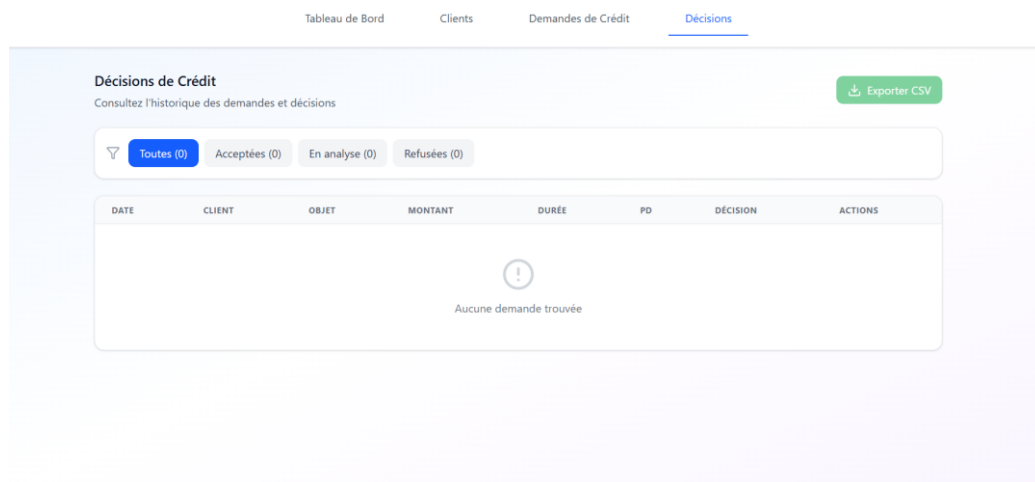 Tableau de Bord Clients Demandes de Crédit Décisions
Décisions de Crédit
Consultez l'historique des demandes et décisions
Exporter CSV
Toutes (0) Acceptées (0) En analyse (0) Refusées (0)
DATE CLIENT OBJET MONTANT DURÉE PD DÉCISION ACTIONS
Aucune demande trouvée